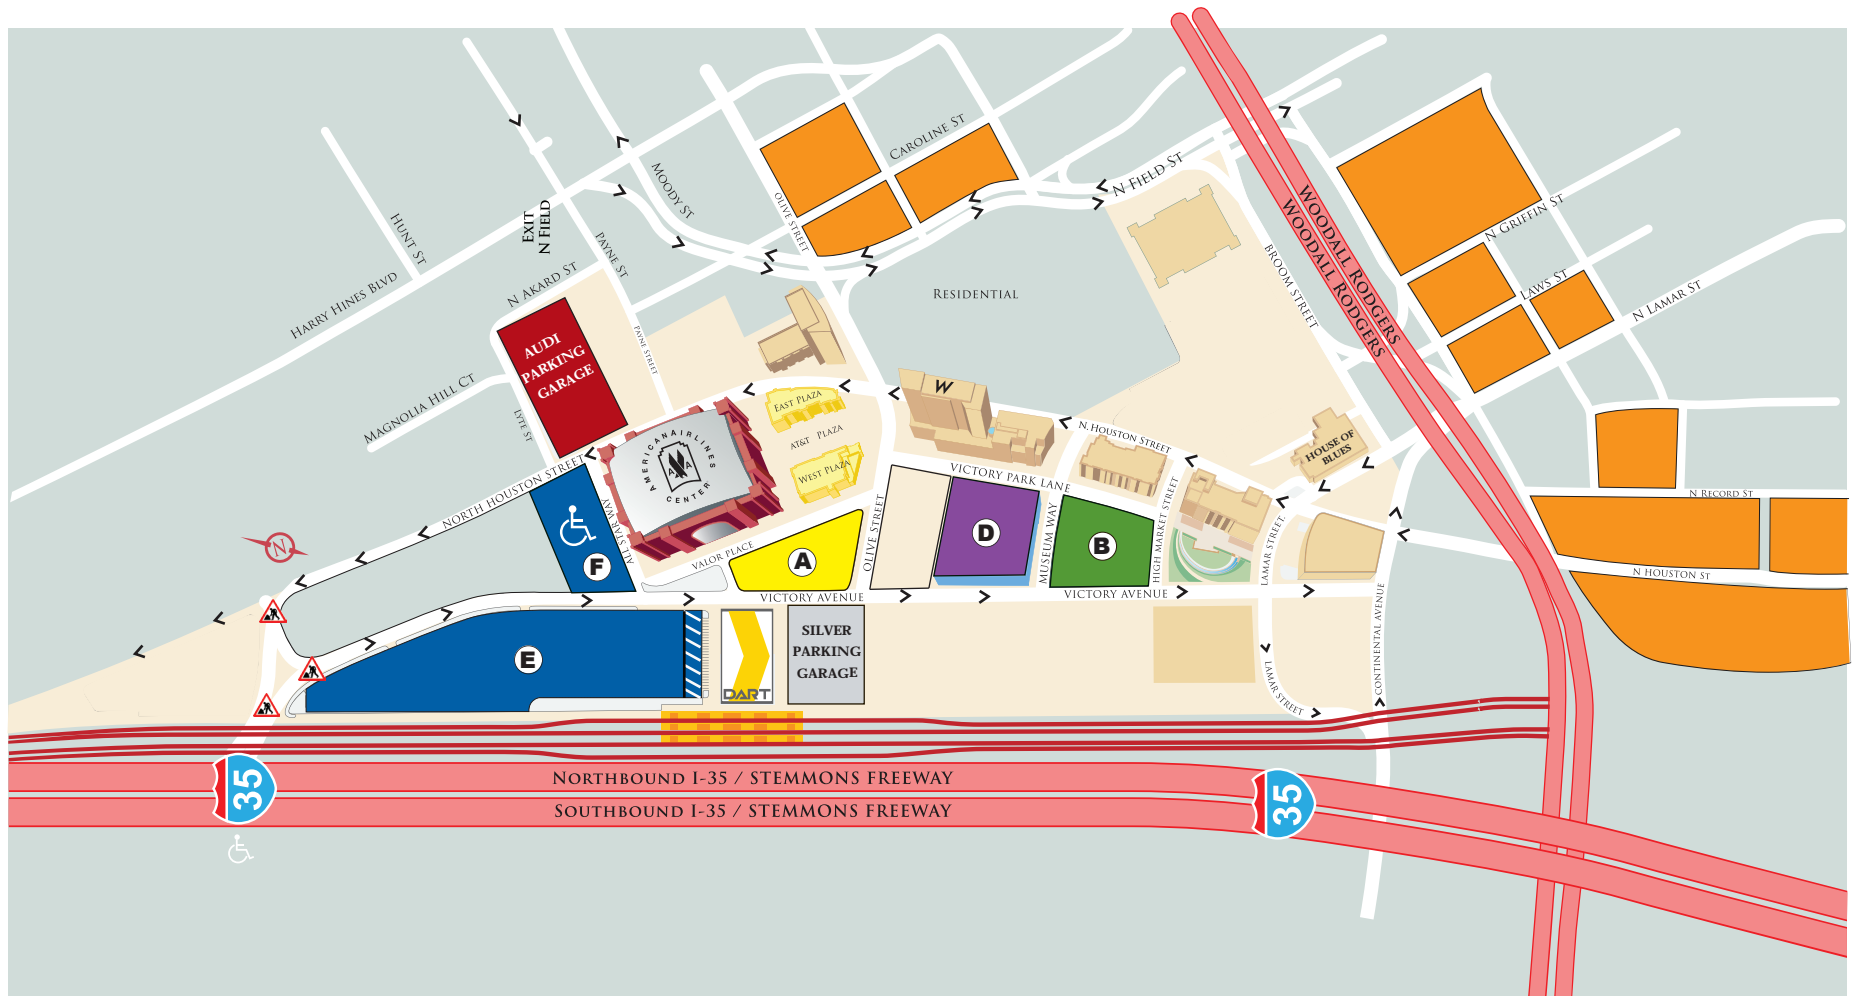 CAROLINE ST
MOODY ST
N FIELD ST
OLIVE STREET
HUNT ST
EXIT
N FIELD
PAYNE ST
HARRY HINES BLVD
N AKARD ST
RESIDENTIAL
BROOM STREET
WOODALL RODGERS
WOODALL RODGERS
N GRIFFIN ST
LAWS ST
N LAMAR ST
AUDI
PARKING
GARAGE
PAYNE STREET
MAGNOLIA HILL CT
LYTE ST
W
EAST PLAZA
AT&T PLAZA
WEST PLAZA
AMERICANAIRLINES
AA
CENTER
N. HOUSTON STREET
HOUSE OF
BLUES
VICTORY PARK LANE
NORTH HOUSTON STREET
ALL STAR WAY
N
F
VALOR PLACE
A
OLIVE STREET
D
MUSEUM WAY
B
HIGH MARKET STREET
LAMAR STREET
N RECORD ST
N HOUSTON ST
VICTORY AVENUE
VICTORY AVENUE
CONTINENTAL AVENUE
E
DART
SILVER
PARKING
GARAGE
LAMAR STREET
NORTHBOUND I-35 / STEMMONS FREEWAY
SOUTHBOUND I-35 / STEMMONS FREEWAY
35
35